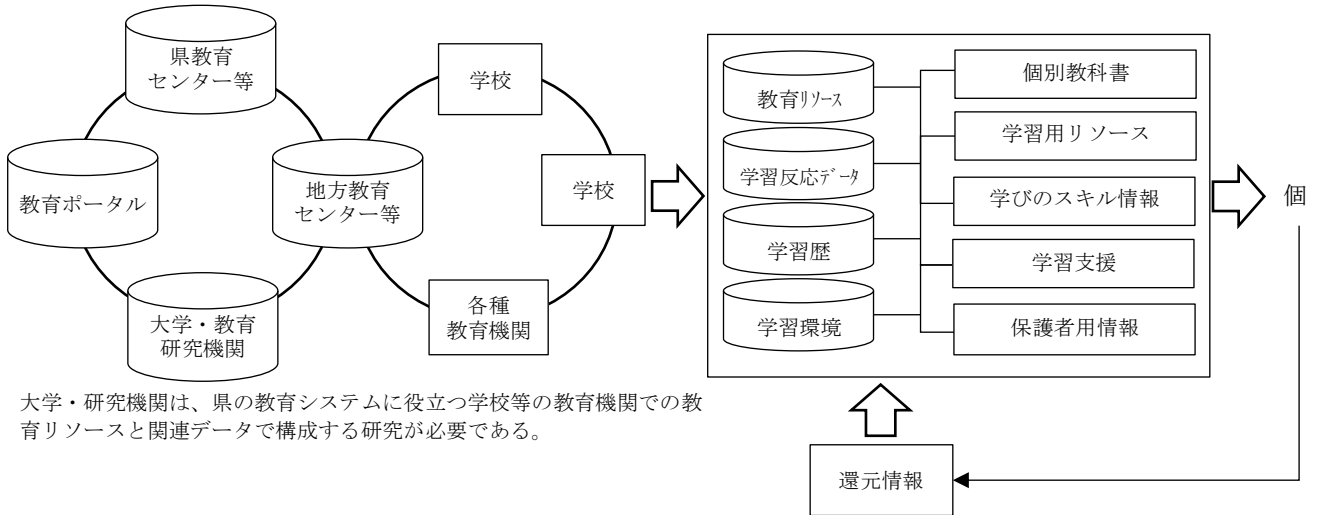 県教育
センター等
教育ポータル
地方教育
センター等
大学・教育
研究機関
学校
学校
各種
教育機関
教育リソース
学習反応データ
学習歴
学習環境
個別教科書
学習用リソース
学びのスキル情報
学習支援
保護者用情報
個
還元情報
大学・研究機関は、県の教育システムに役立つ学校等の教育機関での教
育リソースと関連データで構成する研究が必要である。